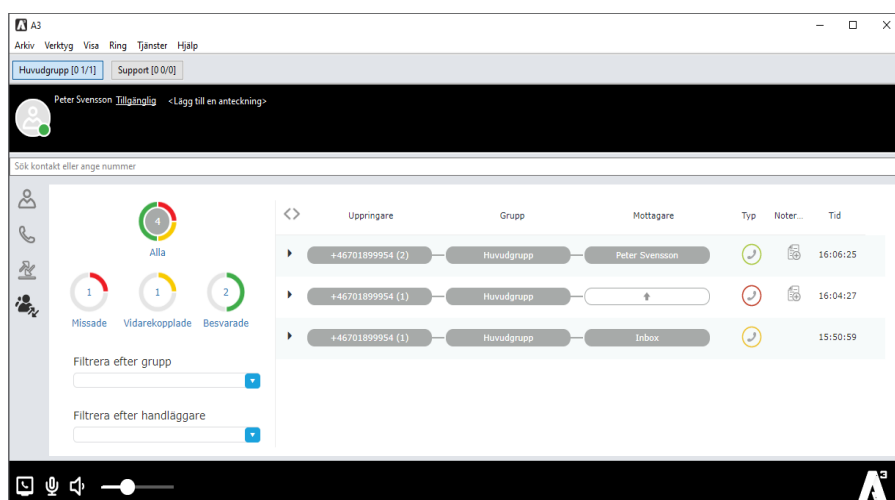 A3
Arkiv Verktyg Visa Ring Tjänster Hjälp
Huvudgrupp [0 1/1] Support [0 0/0]
Peter Svensson Tillgänglig <Lägg till en anteckning>
Sök kontakt eller ange nummer
4
Alla
1 1 2
Missade Vidarekopplade Besvarade
Filtrera efter grupp
Filtrera efter handläggare
Uppringare Grupp Mottagare Typ Noter... Tid
+46701899954 (2) Huvudgrupp Peter Svensson 16:06:25
+46701899954 (1) Huvudgrupp 16:04:27
+46701899954 (1) Huvudgrupp Inbox 15:50:59
A3